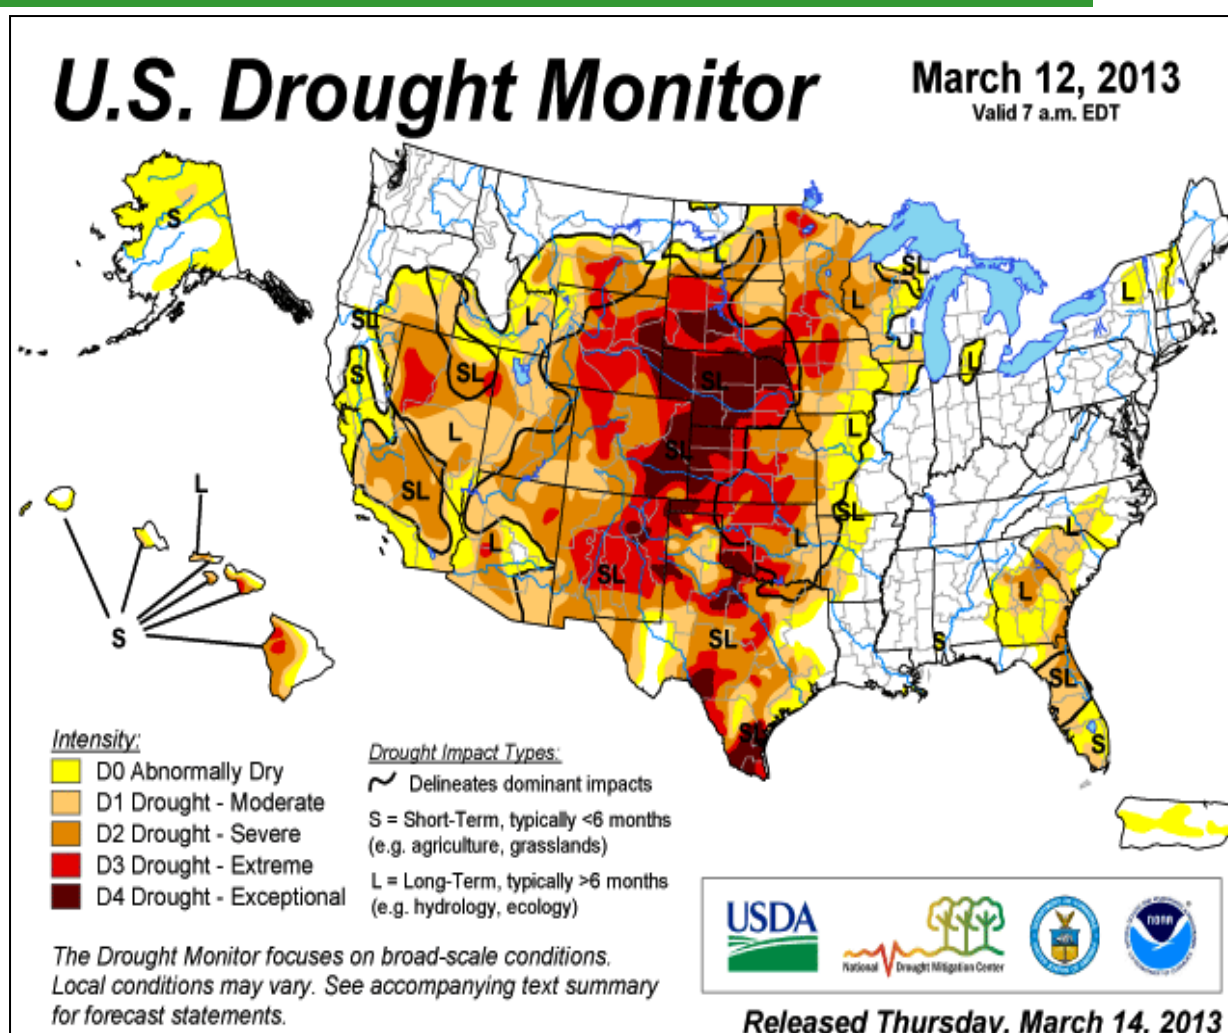 U.S. Drought Monitor
March 12, 2013
Valid 7 a.m. EDT
S
SL
S
L
SL
L
SL
L
SL
SL
L
SL
L
L
L
SL
L
L
SL
L
SL
SL
SL
L
L
S
SL
S
L
S
Intensity:
D0 Abnormally Dry
D1 Drought - Moderate
D2 Drought - Severe
D3 Drought - Extreme
D4 Drought - Exceptional
Drought Impact Types:
Delineates dominant impacts
S = Short-Term, typically <6 months
(e.g. agriculture, grasslands)
L = Long-Term, typically >6 months
(e.g. hydrology, ecology)
The Drought Monitor focuses on broad-scale conditions.
Local conditions may vary. See accompanying text summary
for forecast statements.
USDA
National Drought Mitigation Center
noaa
Released Thursday, March 14, 2013